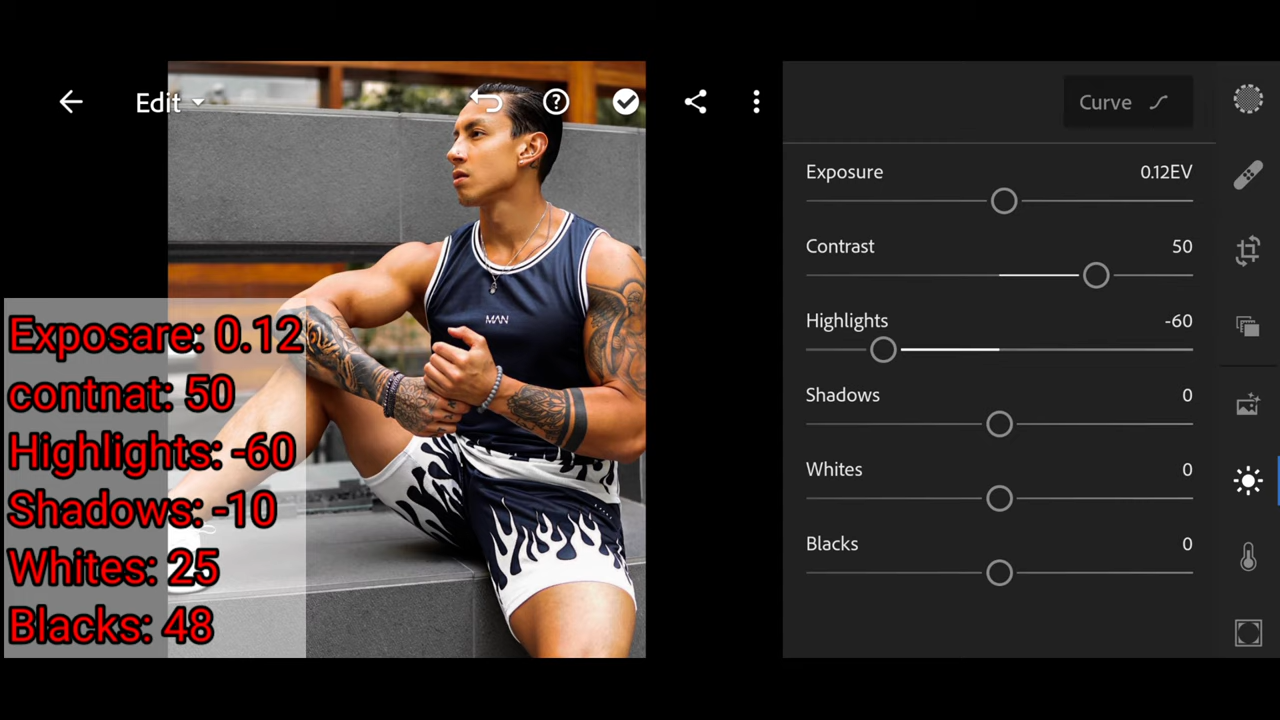 Edit
Curve
Exposure 0.12EV
Contrast 50
Highlights -60
Shadows 0
Whites 0
Blacks 0
MAN
Exposare: 0.12
contnat: 50
Highlights: -60
Shadows: -10
Whites: 25
Blacks: 48